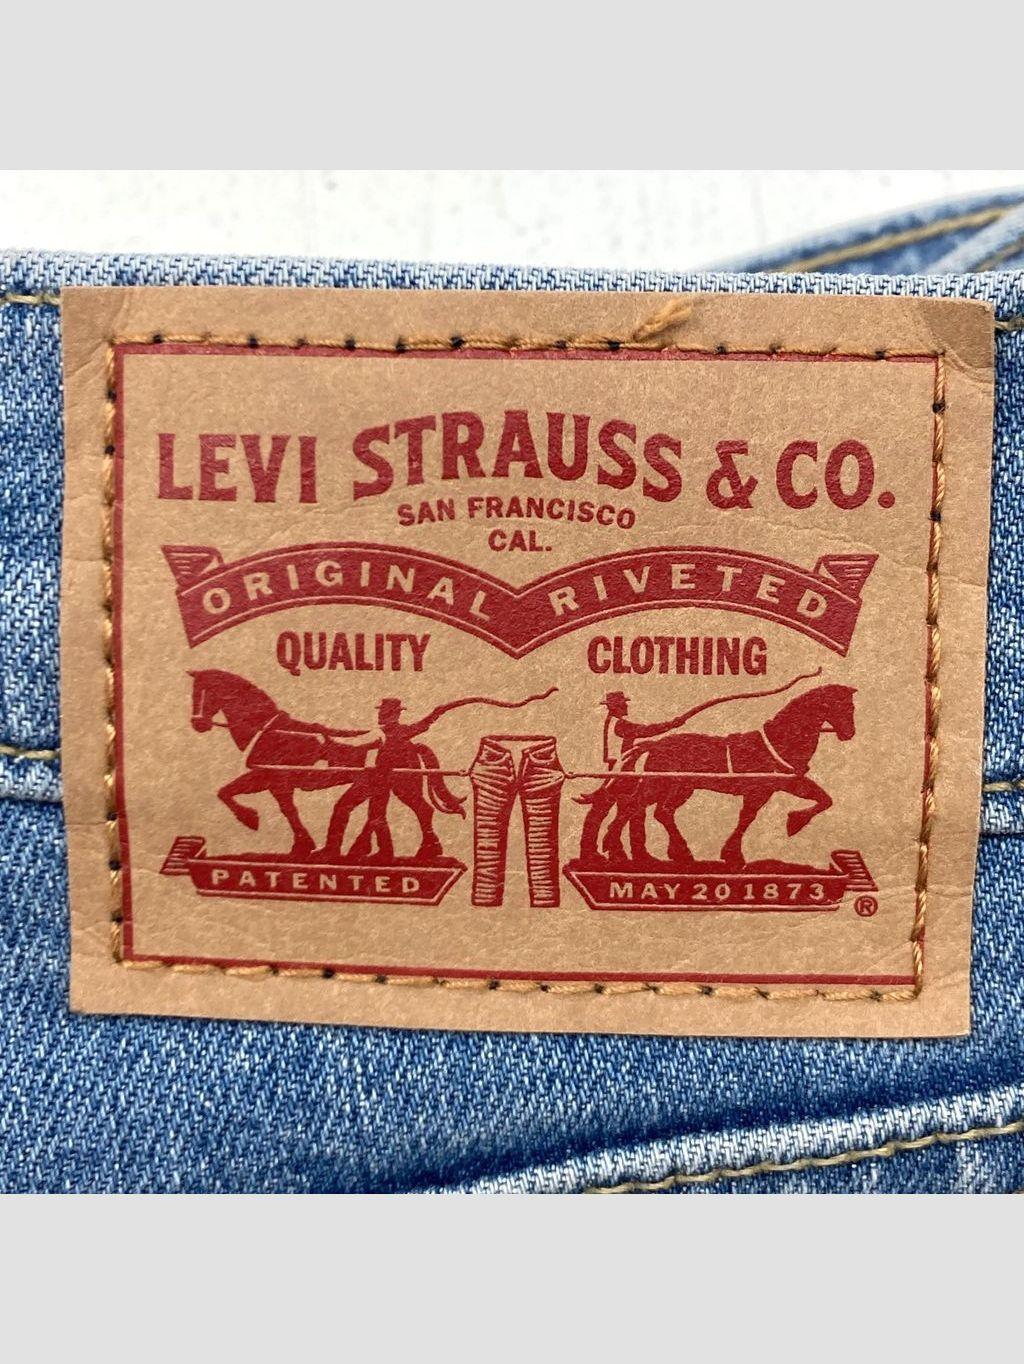 LEVI STRAUSS & CO.
SAN FRANCISCO
CAL.
ORIGINAL RIVETED
QUALITY CLOTHING
PATENTED MAY 20 1873
®